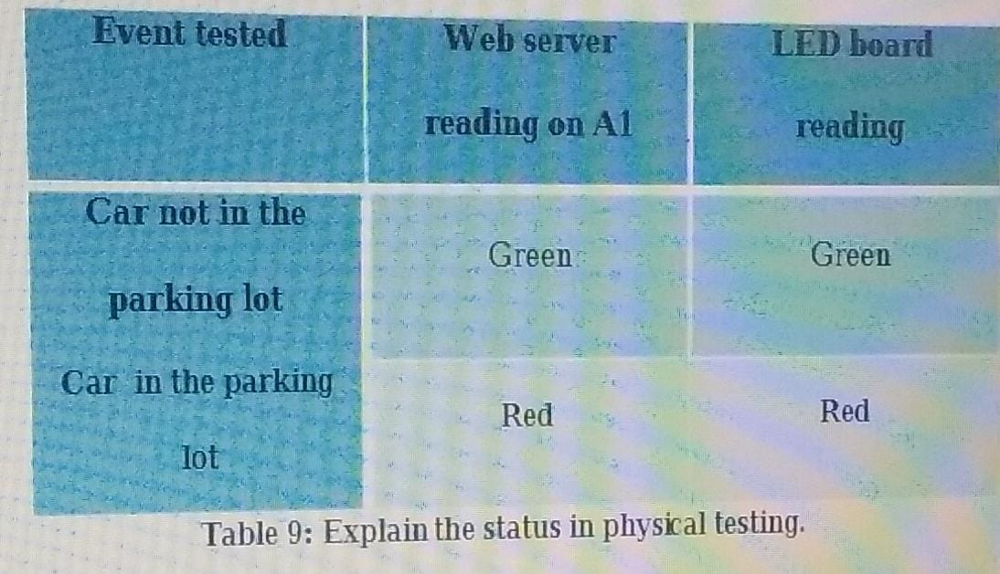 Event tested
Web server
reading on A1
LED board
reading
Car not in the
parking lot
Green
Green
Car in the parking
lot
Red
Red
Table 9: Explain the status in physical testing.